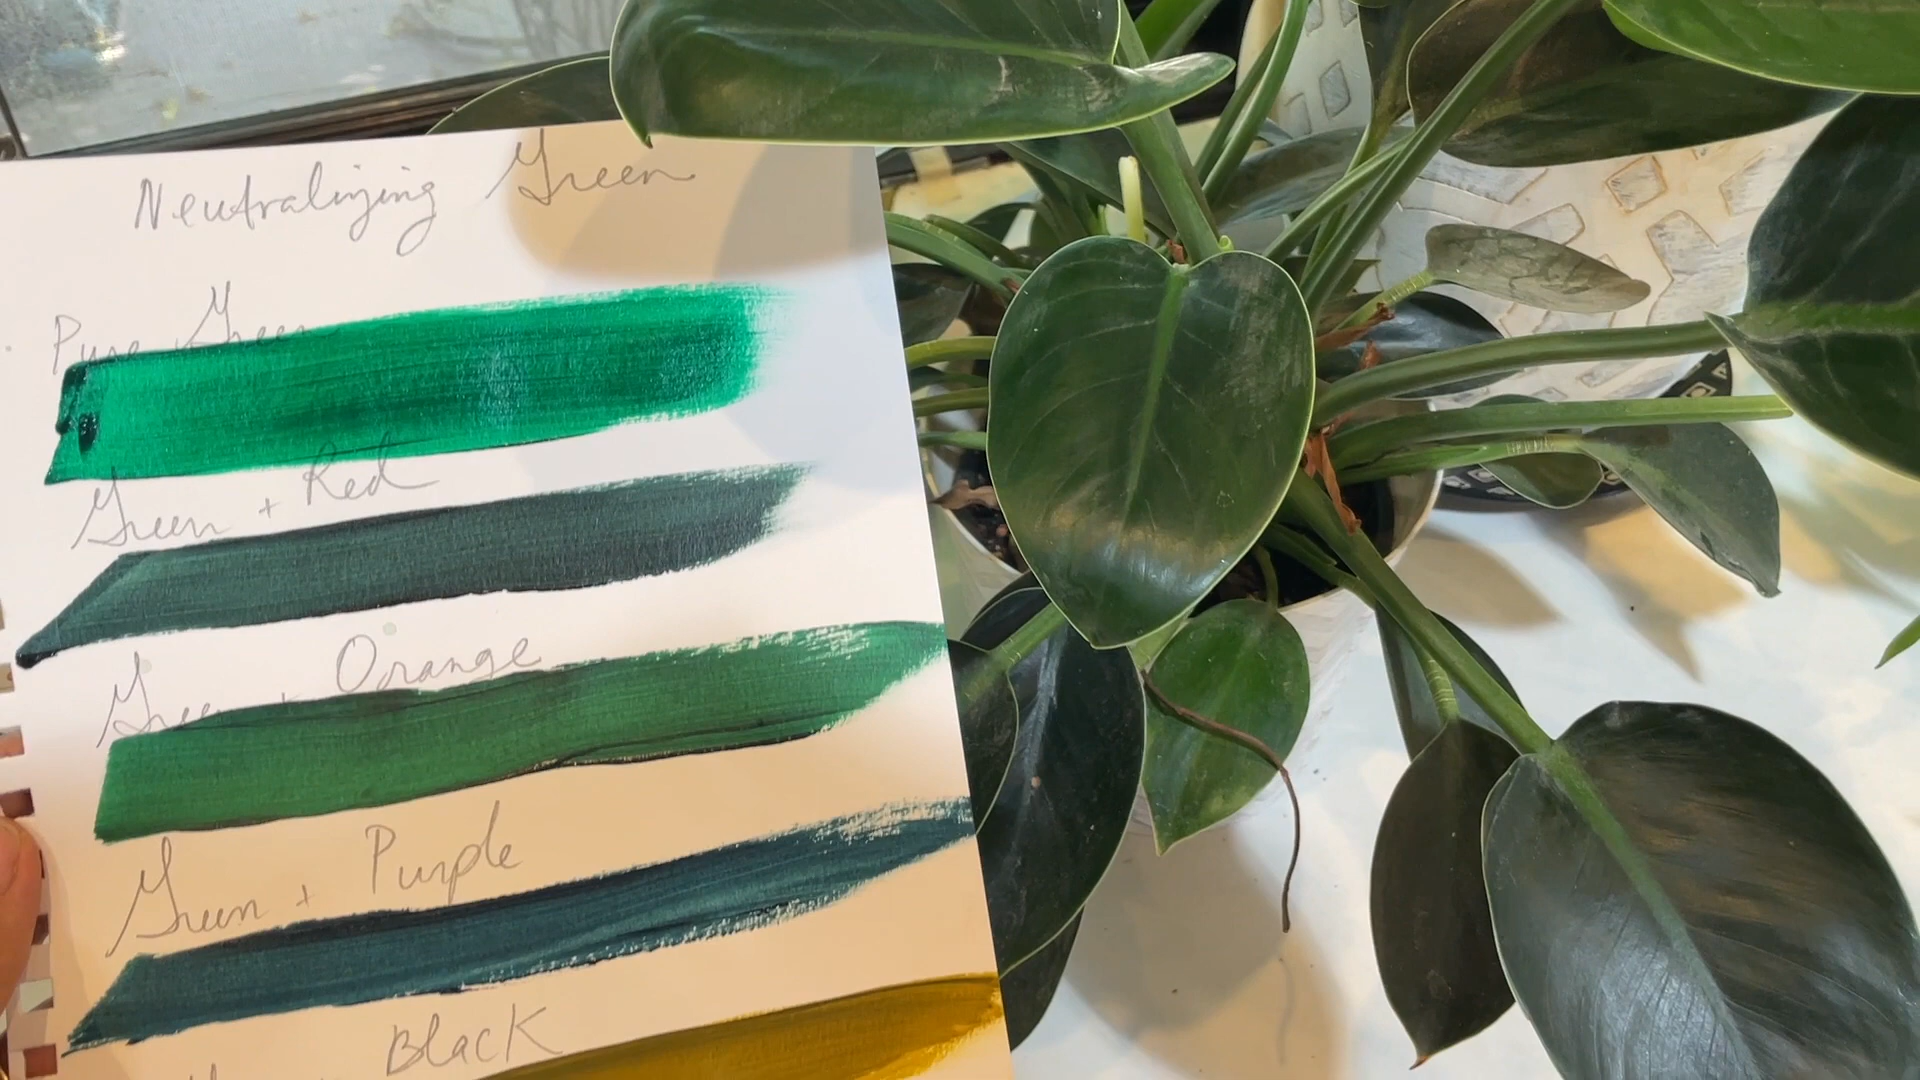 Neutralizing Green
Pure Green
Green + Red
Green + Orange
Green + Purple
Black